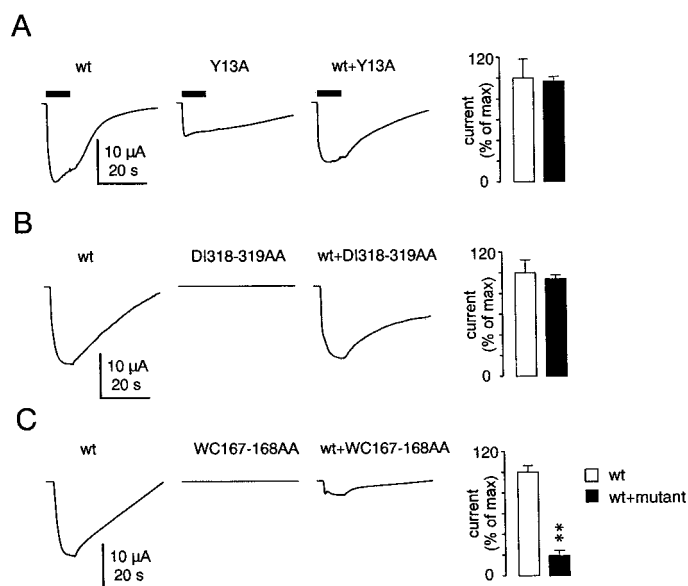 A
wt
Y13A
wt+Y13A
10 µA
20 s
current
(% of max)
120
0
B
wt
DI318-319AA
wt+DI318-319AA
10 µA
20 s
current
(% of max)
120
0
C
wt
WC167-168AA
wt+WC167-168AA
10 µA
20 s
current
(% of max)
120
0
**
wt
wt+mutant